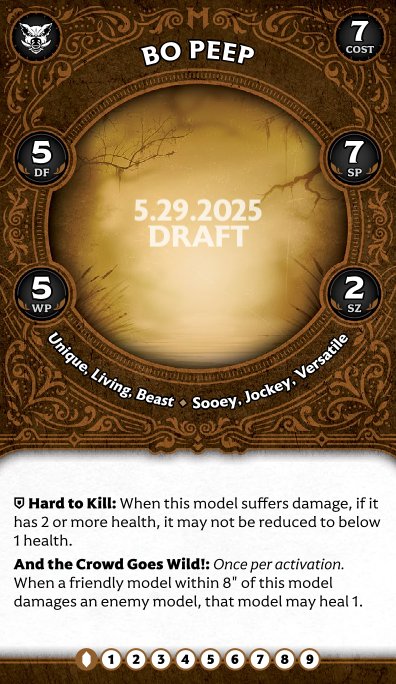 M
BO PEEP
7
COST
5
DF
7
SP
5.29.2025
DRAFT
5
WP
2
SZ
Unique, Living, Beast ◆ Sooey, Jockey, Versatile
Hard to Kill: When this model suffers damage, if it
has 2 or more health, it may not be reduced to below
1 health.
And the Crowd Goes Wild!: Once per activation.
When a friendly model within 8" of this model
damages an enemy model, that model may heal 1.
1 2 3 4 5 6 7 8 9